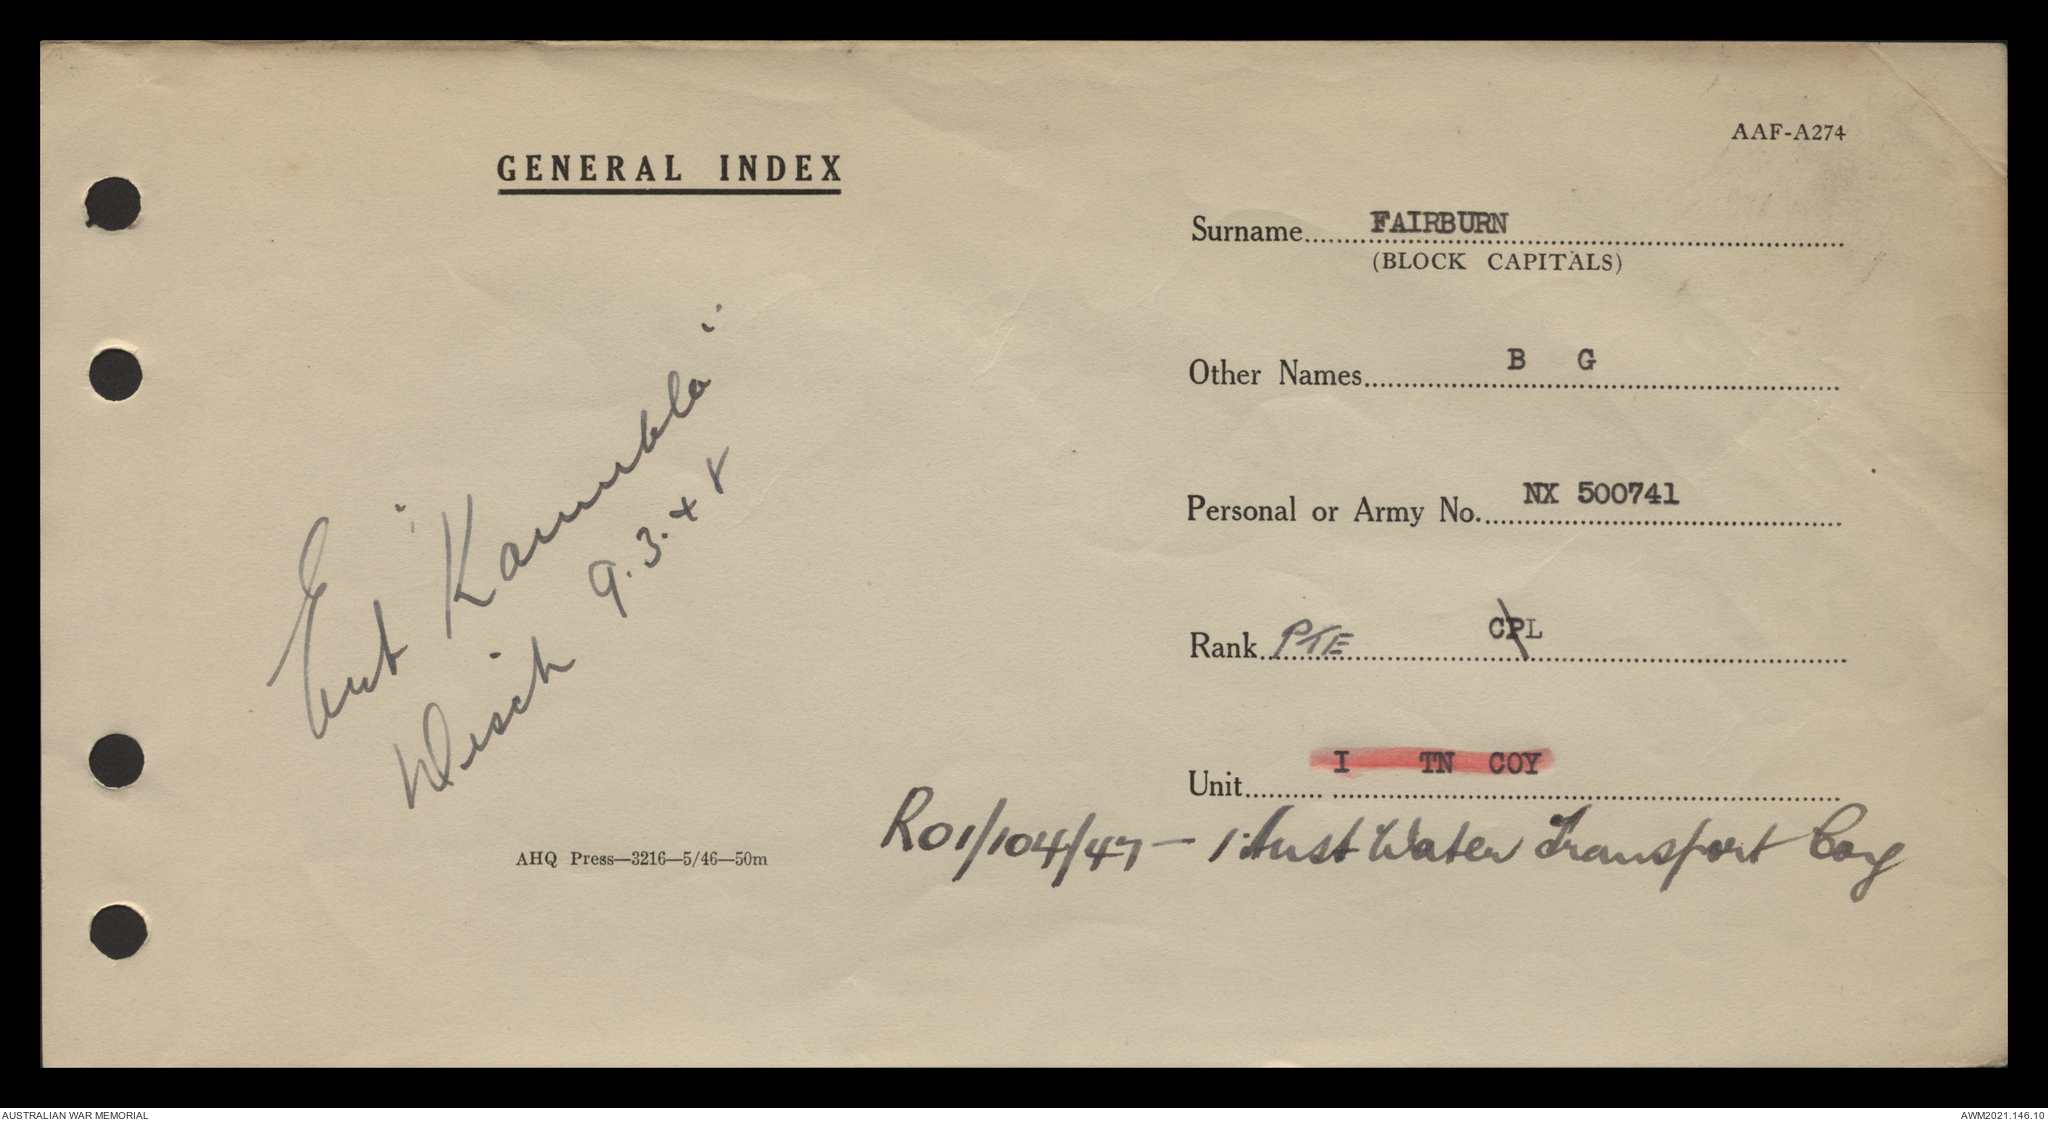 AAF-A274
GENERAL INDEX
Surname FAIRBURN
(BLOCK CAPITALS)
Other Names B G
Personal or Army No. NX 500741
Rank PTE CPL
Unit I TN COY
RO1/104/47 - 1 Aust Water Transport Coy
Emb "Kanimbla"
Disch 9.3.48
AHQ Press—3216—5/46—50m
AUSTRALIAN WAR MEMORIAL
AWM2021.146.10